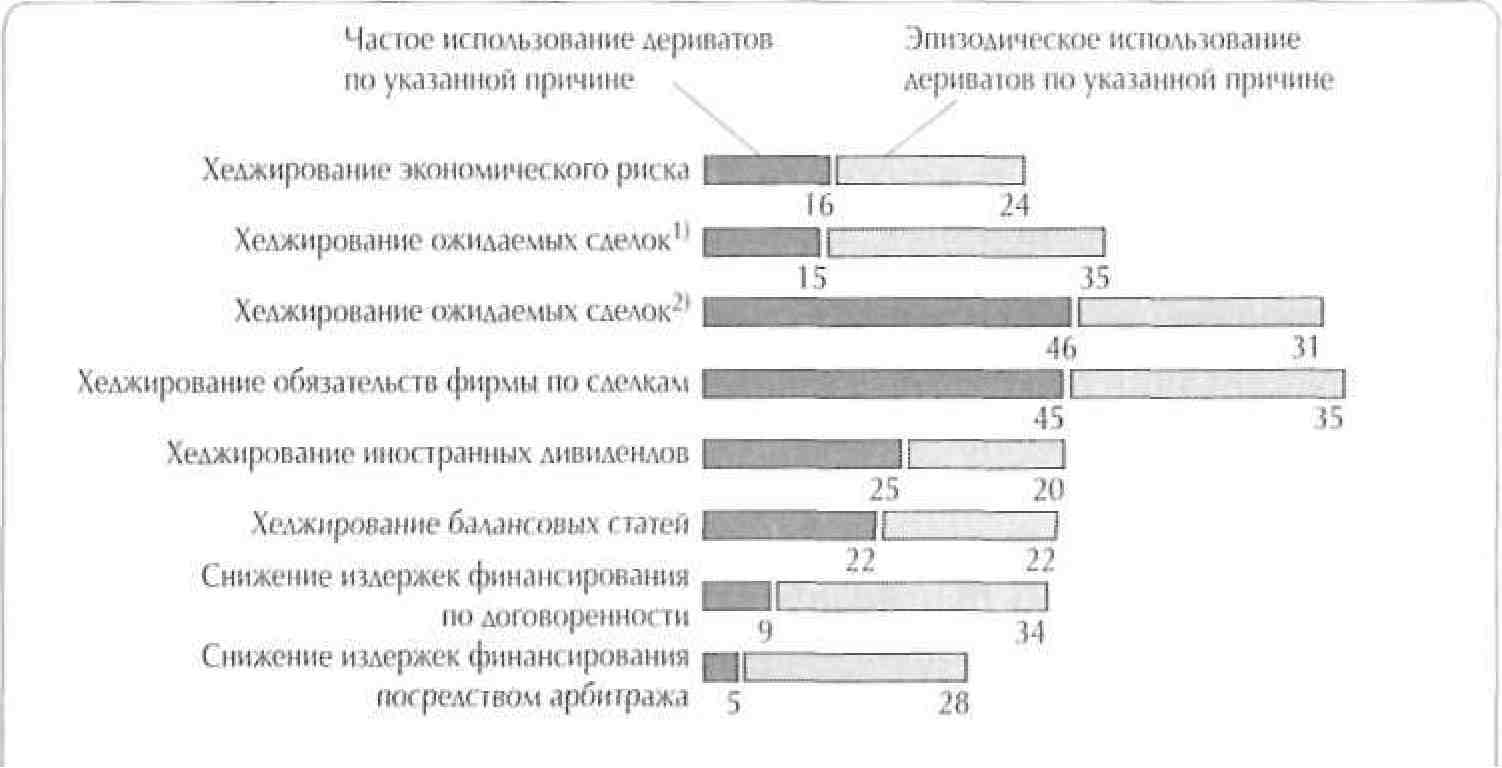 Частое использование дериватов
по указанной причине
Эпизодическое использование
дериватов по указанной причине
Хеджирование экономического риска
16 24
Хеджирование ожидаемых сделок1)
15 35
Хеджирование ожидаемых сделок2)
46 31
Хеджирование обязательств фирмы по сделкам
45 35
Хеджирование иностранных дивидендов
25 20
Хеджирование балансовых статей
22 22
Снижение издержек финансирования
по договоренности
9 34
Снижение издержек финансирования
посредством арбитража
5 28